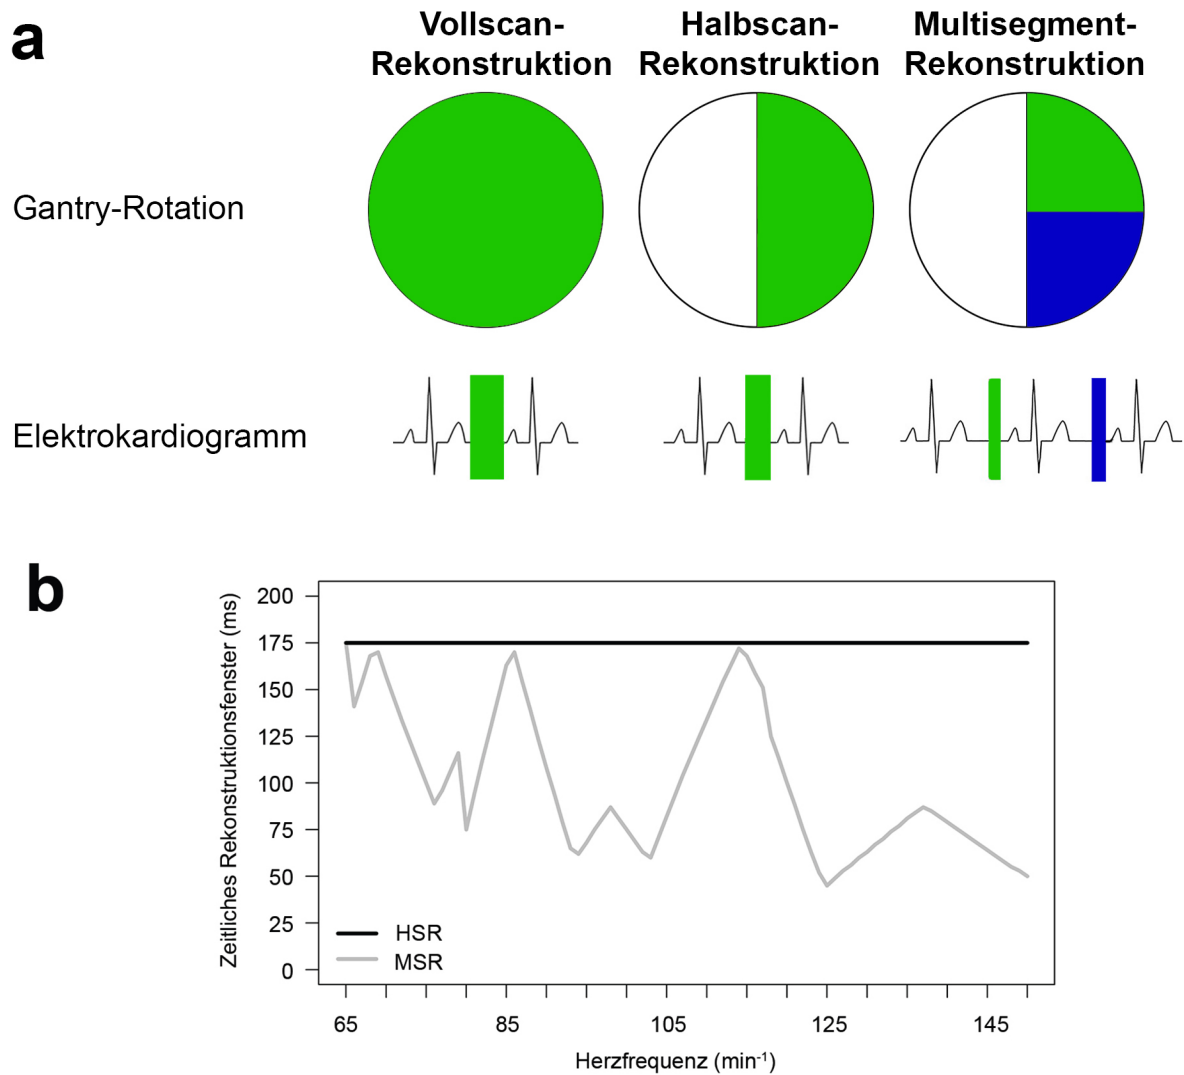 a
Vollscan-
Rekonstruktion
Halbscan-
Rekonstruktion
Multisegment-
Rekonstruktion
Gantry-Rotation
Elektrokardiogramm
b
Zeitliches Rekonstruktionsfenster (ms)
200
175
150
125
100
75
50
25
0
HSR
MSR
65
85
105
125
145
Herzfrequenz (min⁻¹)